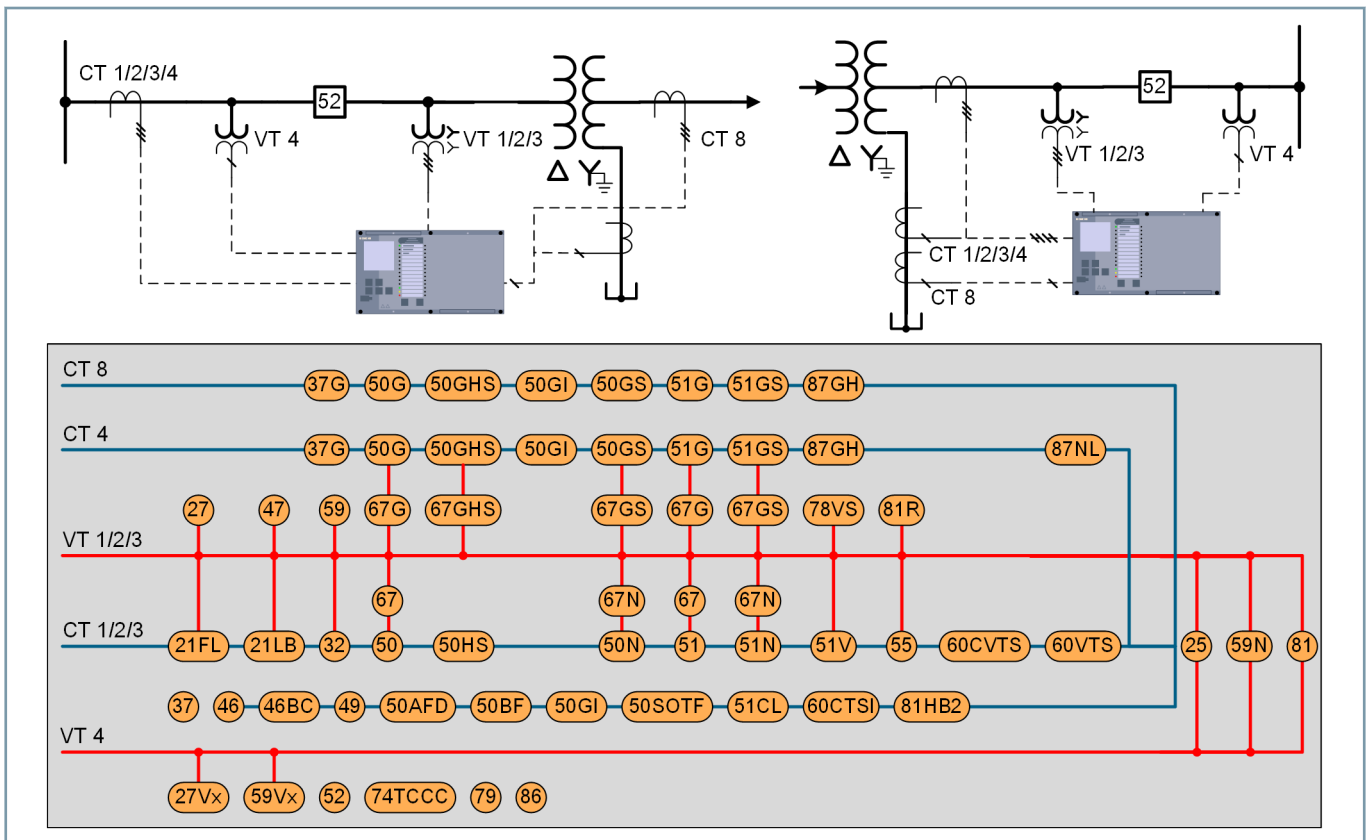 CT 1/2/3/4
52
VT 4
VT 1/2/3
CT 8
52
VT 1/2/3
VT 4
CT 1/2/3/4
CT 8
CT 8
37G 50G 50GHS 50GI 50GS 51G 51GS 87GH
CT 4
37G 50G 50GHS 50GI 50GS 51G 51GS 87GH 87NL
27 47 59 67G 67GHS 67GS 67G 67GS 78VS 81R
VT 1/2/3
67 67N 67 67N
CT 1/2/3
21FL 21LB 32 50 50HS 50N 51 51N 51V 55 60CVTS 60VTS 25 59N 81
37 46 46BC 49 50AFD 50BF 50GI 50SOTF 51CL 60CTSI 81HB2
VT 4
27Vx 59Vx 52 74TCCC 79 86